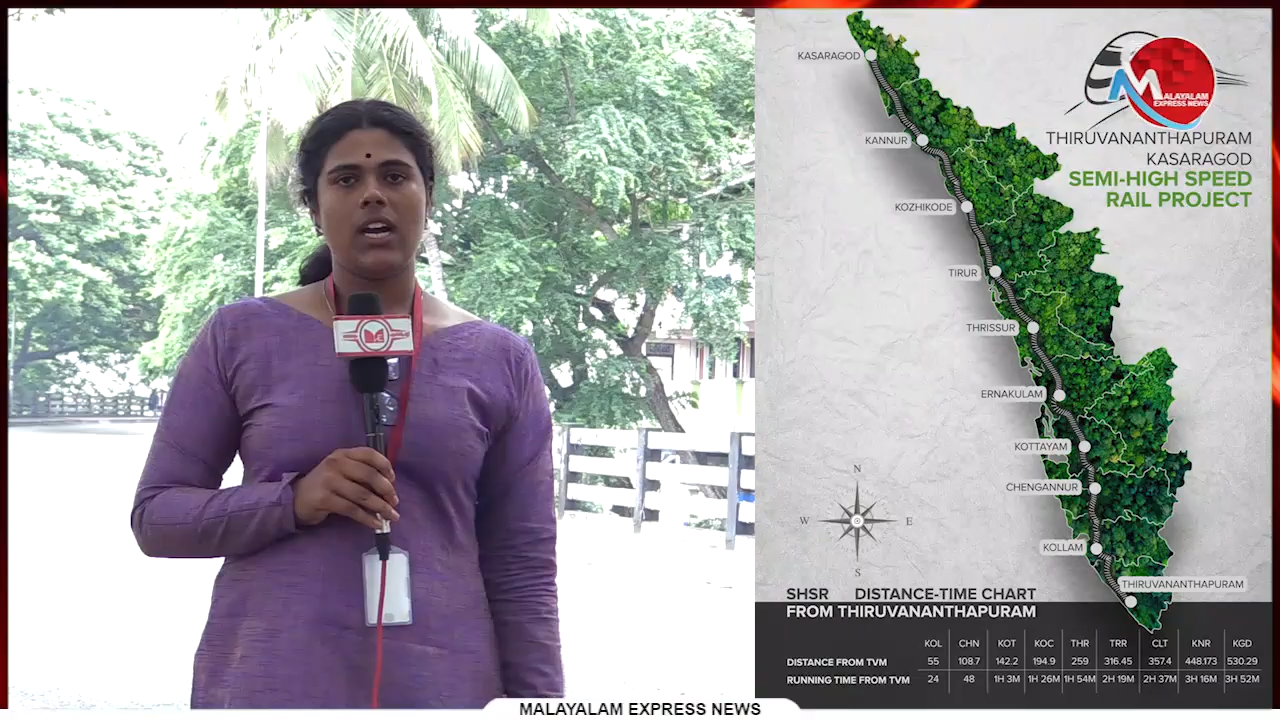 KASARAGOD
KANNUR
KOZHIKODE
TIRUR
THRISSUR
ERNAKULAM
KOTTAYAM
CHENGANNUR
KOLLAM
THIRUVANANTHAPURAM
MALAYALAM
EXPRESS NEWS
THIRUVANANTHAPURAM
KASARAGOD
SEMI-HIGH SPEED
RAIL PROJECT
N
W E
S
SHSR DISTANCE-TIME CHART
FROM THIRUVANANTHAPURAM
KOL CHN KOT KOC THR TRR CLT KNR KGD
DISTANCE FROM TVM 55 108.7 142.2 194.9 259 316.45 357.4 448.173 530.29
RUNNING TIME FROM TVM 24 48 1H 3M 1H 26M 1H 54M 2H 19M 2H 37M 3H 16M 3H 52M
MALAYALAM EXPRESS NEWS